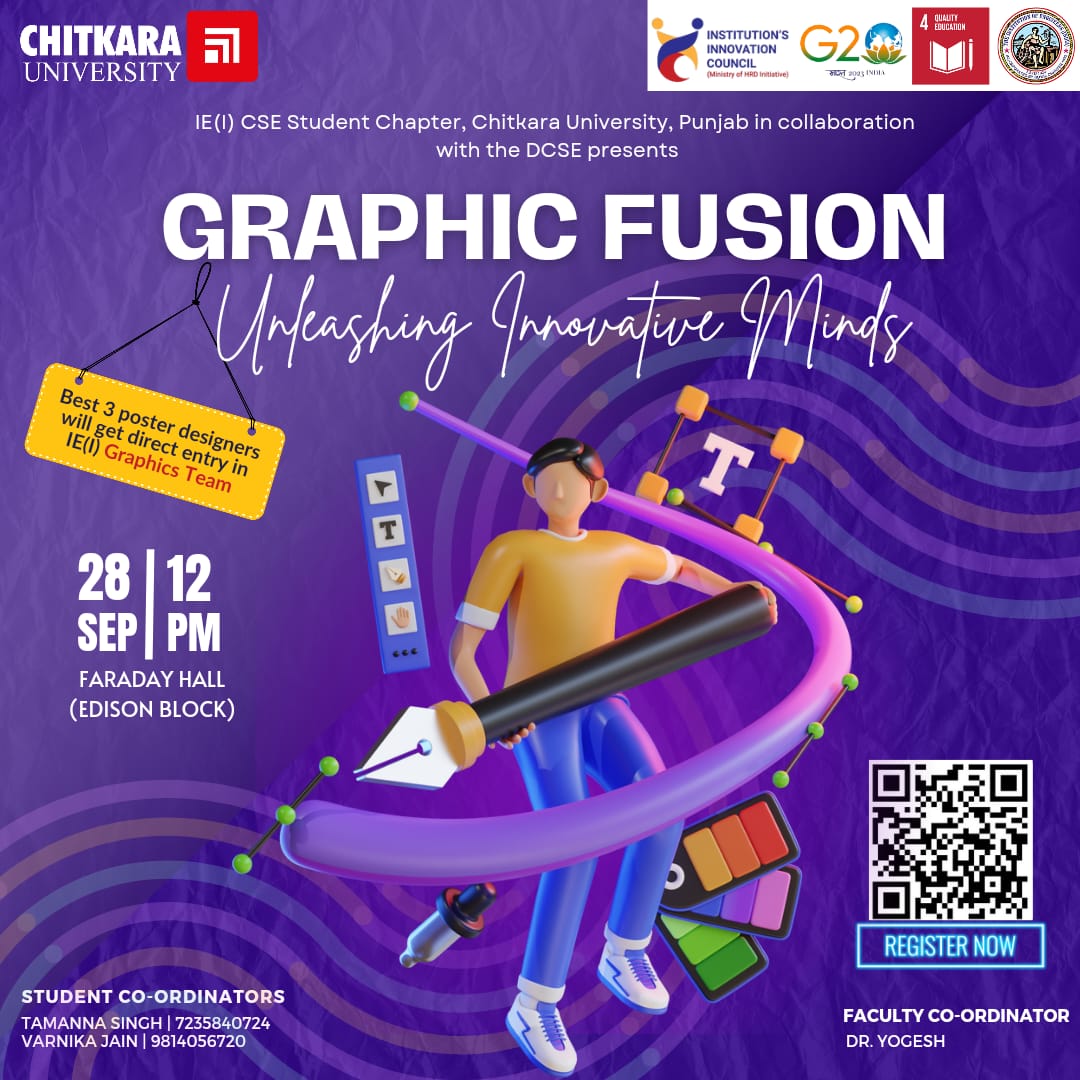 CHITKARA
UNIVERSITY
INSTITUTION'S
INNOVATION
COUNCIL
(Ministry of HRD Initiative)
G20
भारत 2023 INDIA
4 QUALITY
EDUCATION
IE(I) CSE Student Chapter, Chitkara University, Punjab in collaboration
with the DCSE presents
GRAPHIC FUSION
Unleashing Innovative Minds
Best 3 poster designers
will get direct entry in
IE(I) Graphics Team
T
T
28 | 12
SEP | PM
FARADAY HALL
(EDISON BLOCK)
REGISTER NOW
STUDENT CO-ORDINATORS
TAMANNA SINGH | 7235840724
VARNIKA JAIN | 9814056720
FACULTY CO-ORDINATOR
DR. YOGESH